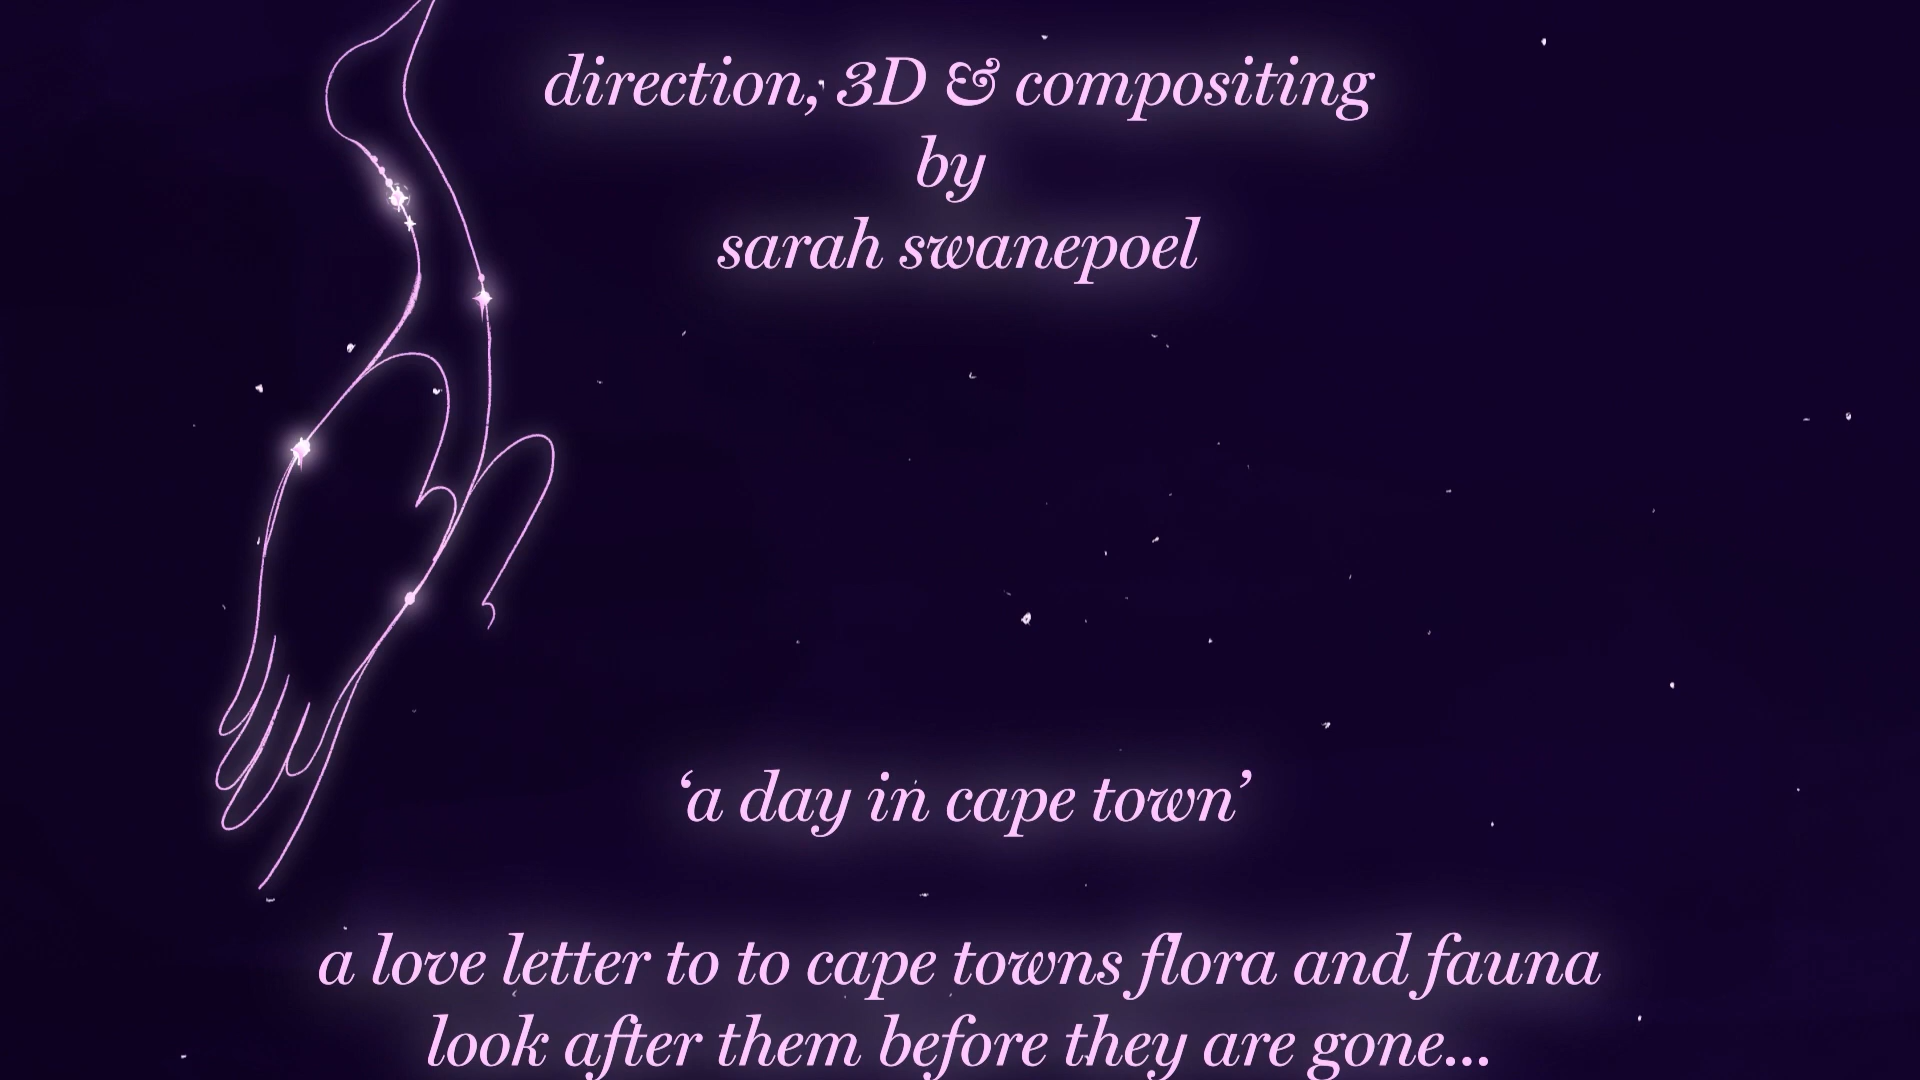 direction, 3D & compositing
by
sarah swanepoel
‘a day in cape town’
a love letter to to cape towns flora and fauna
look after them before they are gone...